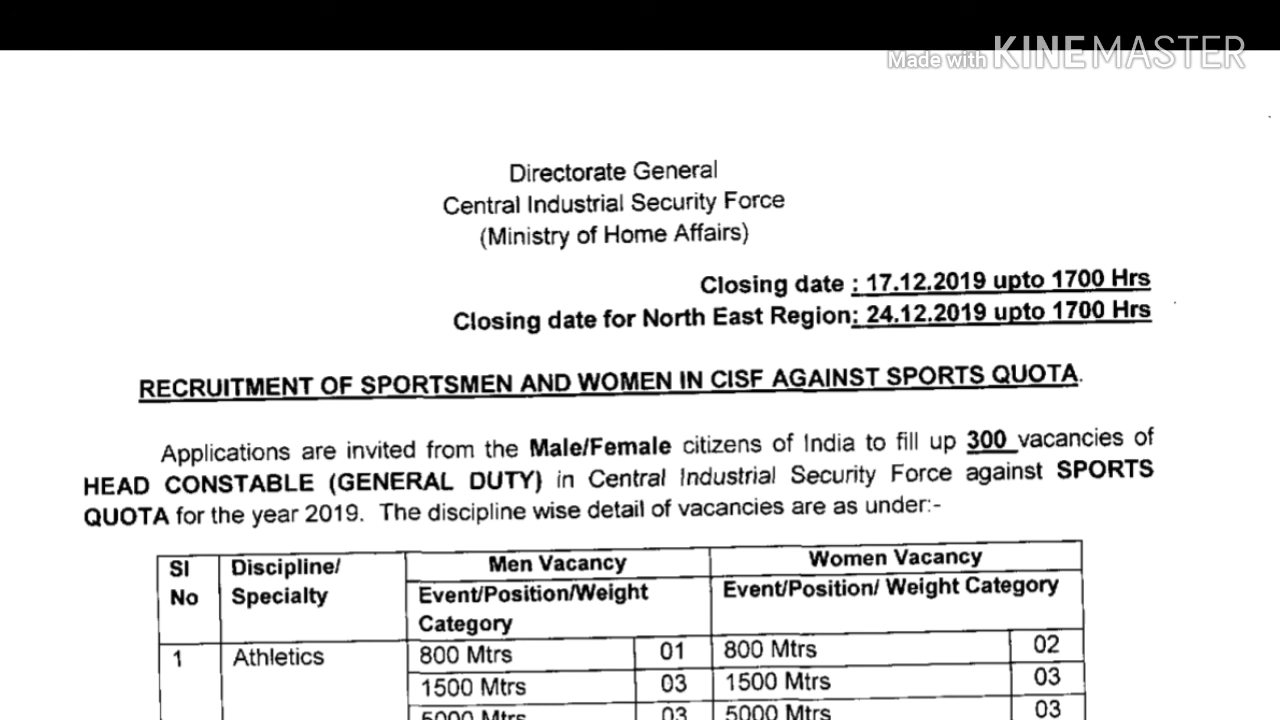 Made with KINEMASTER
Directorate General
Central Industrial Security Force
(Ministry of Home Affairs)
Closing date : 17.12.2019 upto 1700 Hrs
Closing date for North East Region: 24.12.2019 upto 1700 Hrs
RECRUITMENT OF SPORTSMEN AND WOMEN IN CISF AGAINST SPORTS QUOTA.
Applications are invited from the Male/Female citizens of India to fill up 300 vacancies of
HEAD CONSTABLE (GENERAL DUTY) in Central Industrial Security Force against SPORTS
QUOTA for the year 2019. The discipline wise detail of vacancies are as under:-
Sl No Discipline/ Specialty Men Vacancy Women Vacancy
Event/Position/Weight Category Event/Position/ Weight Category
1 Athletics 800 Mtrs 01 800 Mtrs 02
1500 Mtrs 03 1500 Mtrs 03
5000 Mtrs 03 5000 Mtrs 03